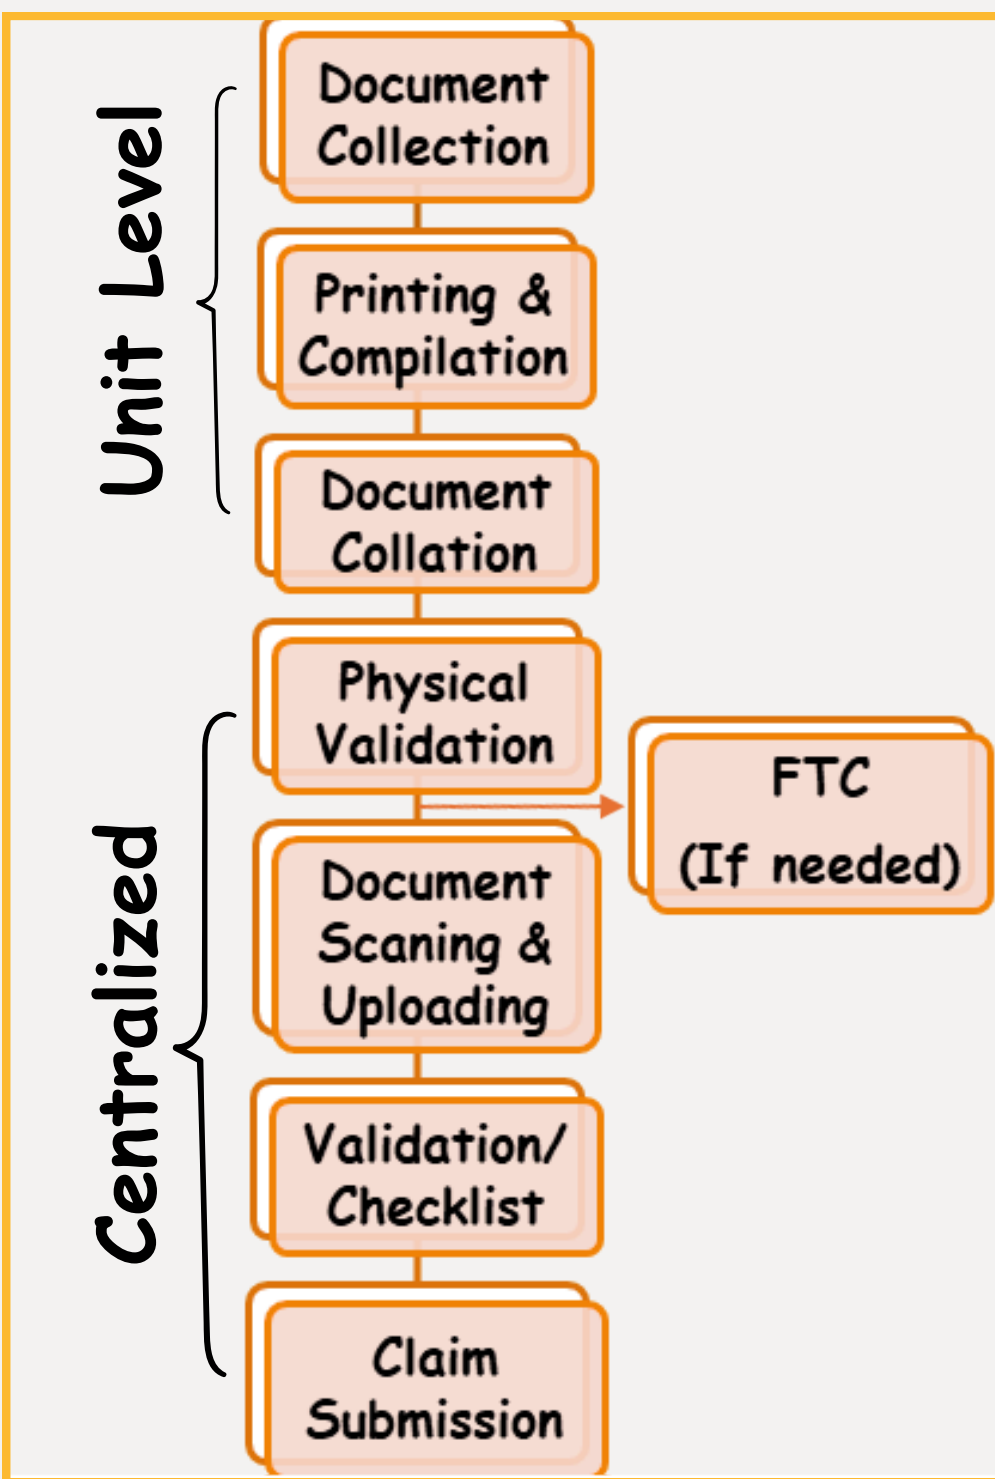 Unit Level
Document
Collection
Printing &
Compilation
Document
Collation
Centralized
Physical
Validation
FTC
(If needed)
Document
Scaning &
Uploading
Validation/
Checklist
Claim
Submission